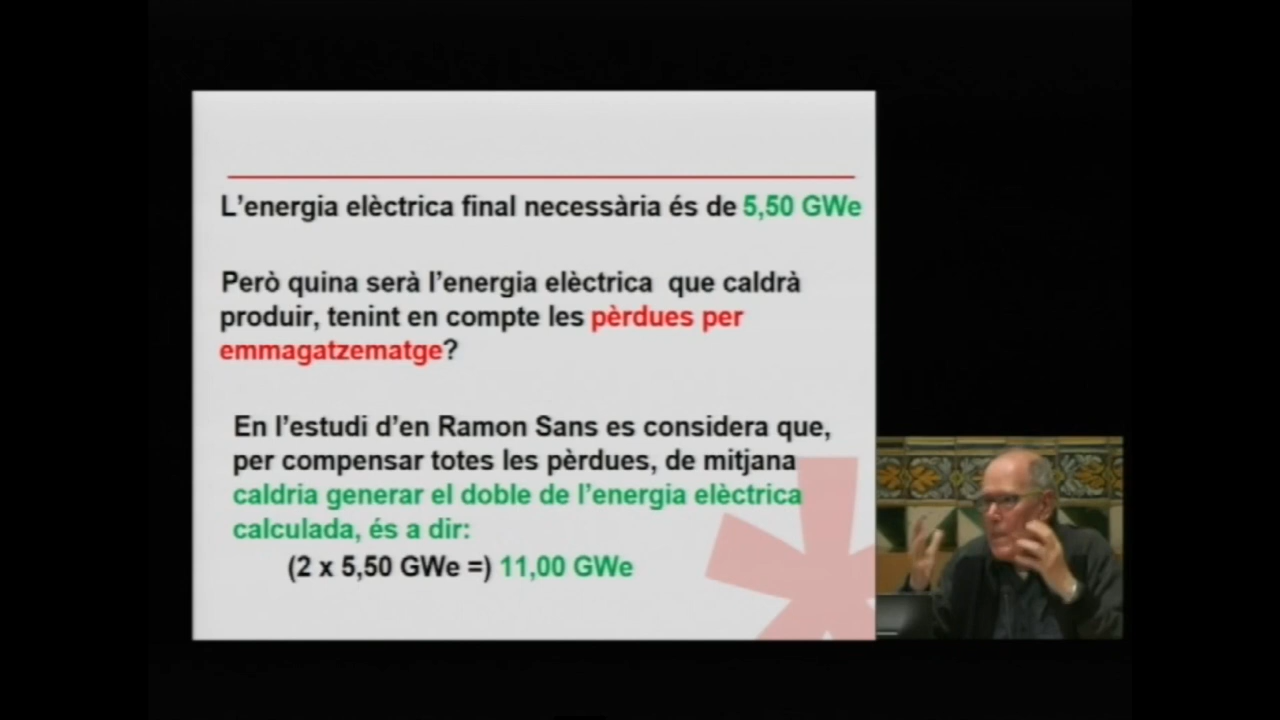 L'energia elèctrica final necessària és de 5,50 GWe
Però quina serà l'energia elèctrica que caldrà
produir, tenint en compte les pèrdues per
emmagatzematge?
En l'estudi d'en Ramon Sans es considera que,
per compensar totes les pèrdues, de mitjana
caldria generar el doble de l'energia elèctrica
calculada, és a dir:
(2 x 5,50 GWe =) 11,00 GWe